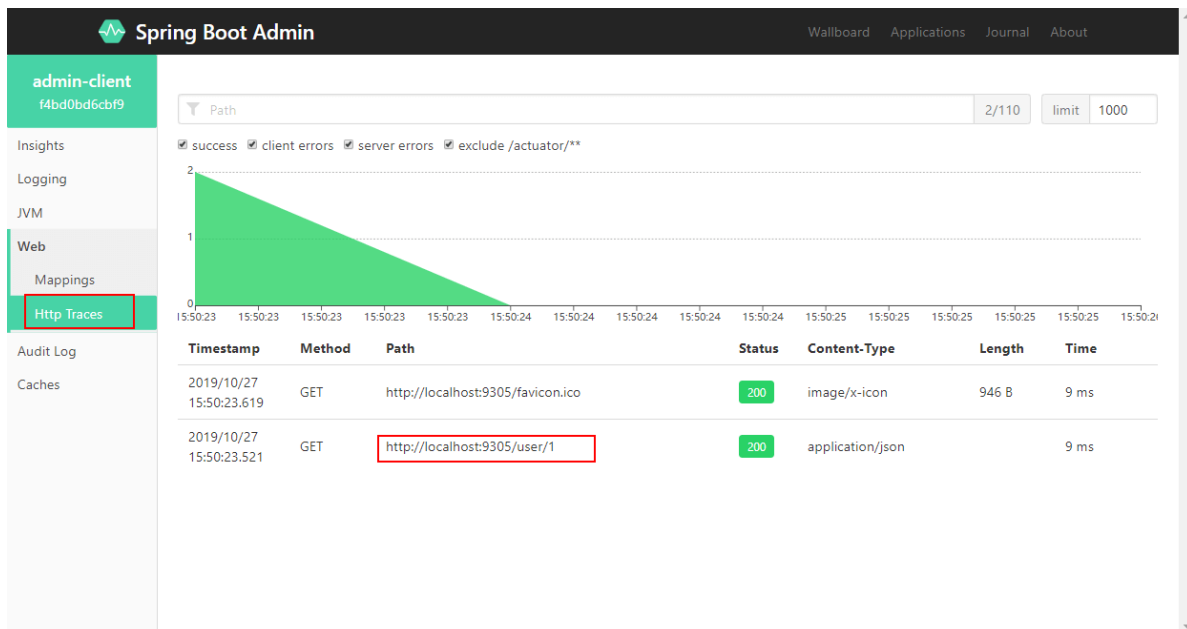 Spring Boot Admin
Wallboard Applications Journal About
admin-client
f4bd0bd6cbf9
Path 2/110 limit 1000
Insights
success client errors server errors exclude /actuator/**
Logging
JVM
Web
Mappings
Http Traces
Audit Log
Caches
2
1
0
15:50:23 15:50:23 15:50:23 15:50:23 15:50:23 15:50:24 15:50:24 15:50:24 15:50:24 15:50:24 15:50:25 15:50:25 15:50:25 15:50:25 15:50:25 15:50:2
Timestamp Method Path Status Content-Type Length Time
2019/10/27
15:50:23.619 GET http://localhost:9305/favicon.ico 200 image/x-icon 946 B 9 ms
2019/10/27
15:50:23.521 GET http://localhost:9305/user/1 200 application/json 9 ms